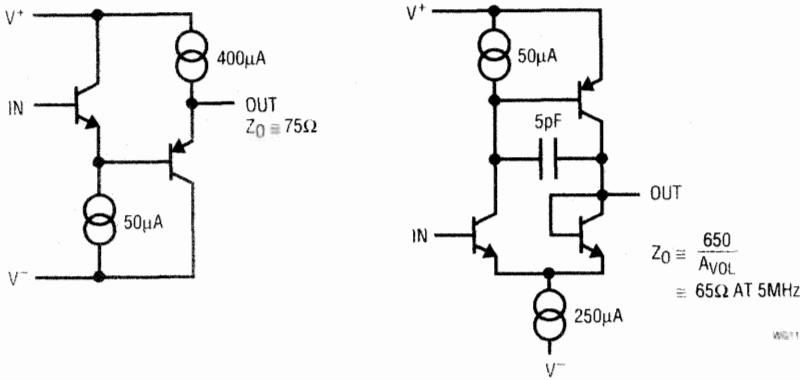 V+
400μA
IN
OUT
Z₀ ≅ 75Ω
50μA
V−
V+
50μA
5pF
OUT
IN
Z₀ ≅ 650
AVOL
≅ 65Ω AT 5MHz
250μA
V−